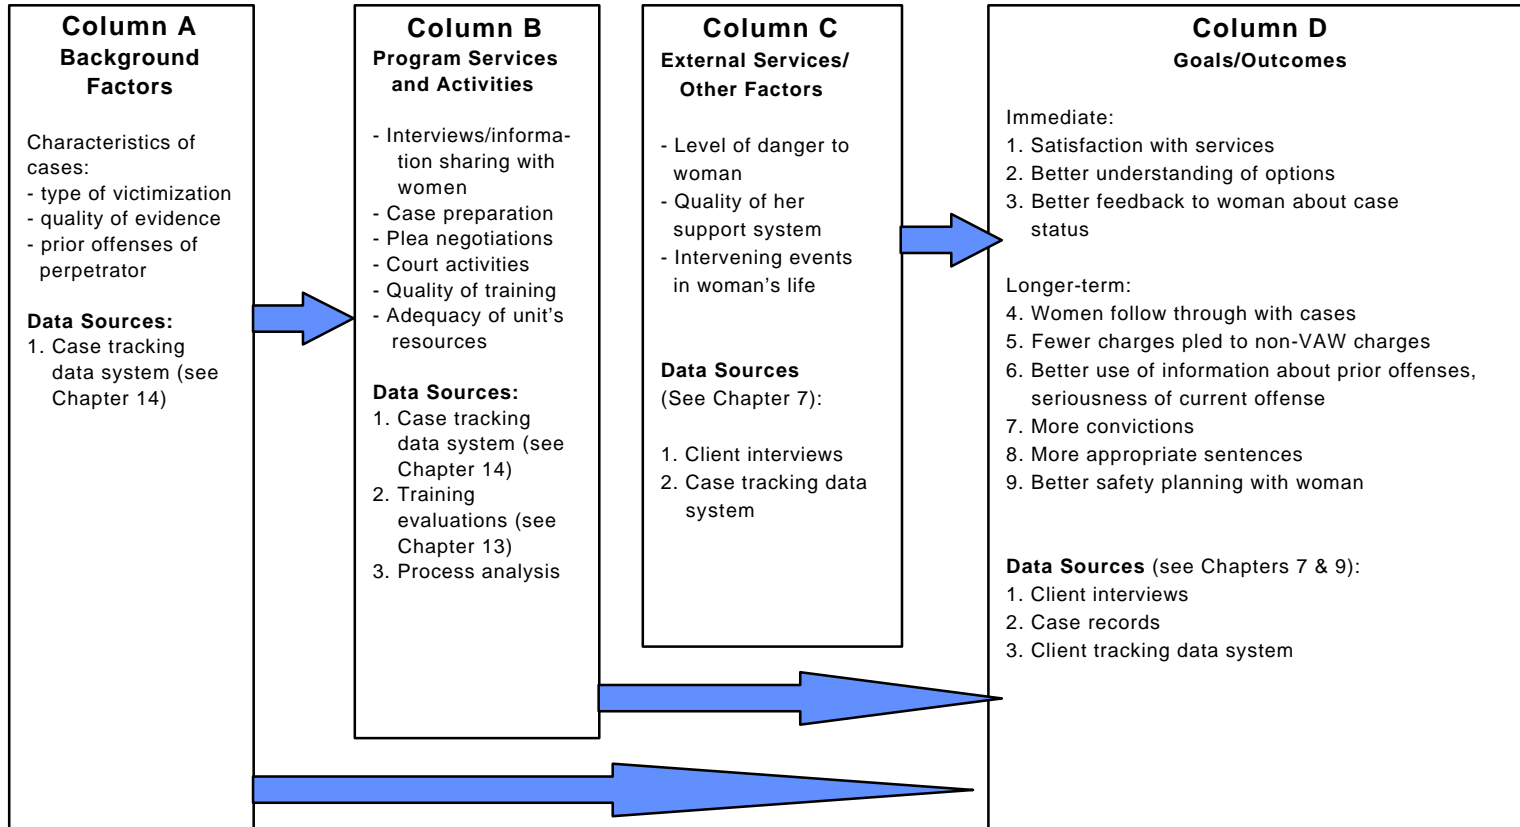 Column A
Background
Factors
Characteristics of
cases:
- type of victimization
- quality of evidence
- prior offenses of
perpetrator
Data Sources:
1. Case tracking
data system (see
Chapter 14)
Column B
Program Services
and Activities
- Interviews/informa-
tion sharing with
women
- Case preparation
- Plea negotiations
- Court activities
- Quality of training
- Adequacy of unit's
resources
Data Sources:
1. Case tracking
data system (see
Chapter 14)
2. Training
evaluations (see
Chapter 13)
3. Process analysis
Column C
External Services/
Other Factors
- Level of danger to
woman
- Quality of her
support system
- Intervening events
in woman's life
Data Sources
(See Chapter 7):
1. Client interviews
2. Case tracking data
system
Column D
Goals/Outcomes
Immediate:
1. Satisfaction with services
2. Better understanding of options
3. Better feedback to woman about case
status
Longer-term:
4. Women follow through with cases
5. Fewer charges pled to non-VAW charges
6. Better use of information about prior offenses,
seriousness of current offense
7. More convictions
8. More appropriate sentences
9. Better safety planning with woman
Data Sources (see Chapters 7 & 9):
1. Client interviews
2. Case records
3. Client tracking data system